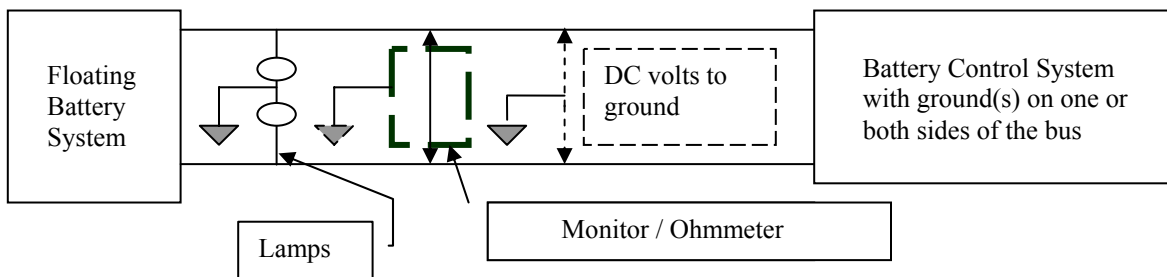 Floating
Battery
System
DC volts to
ground
Battery Control System
with ground(s) on one or
both sides of the bus
Lamps
Monitor / Ohmmeter